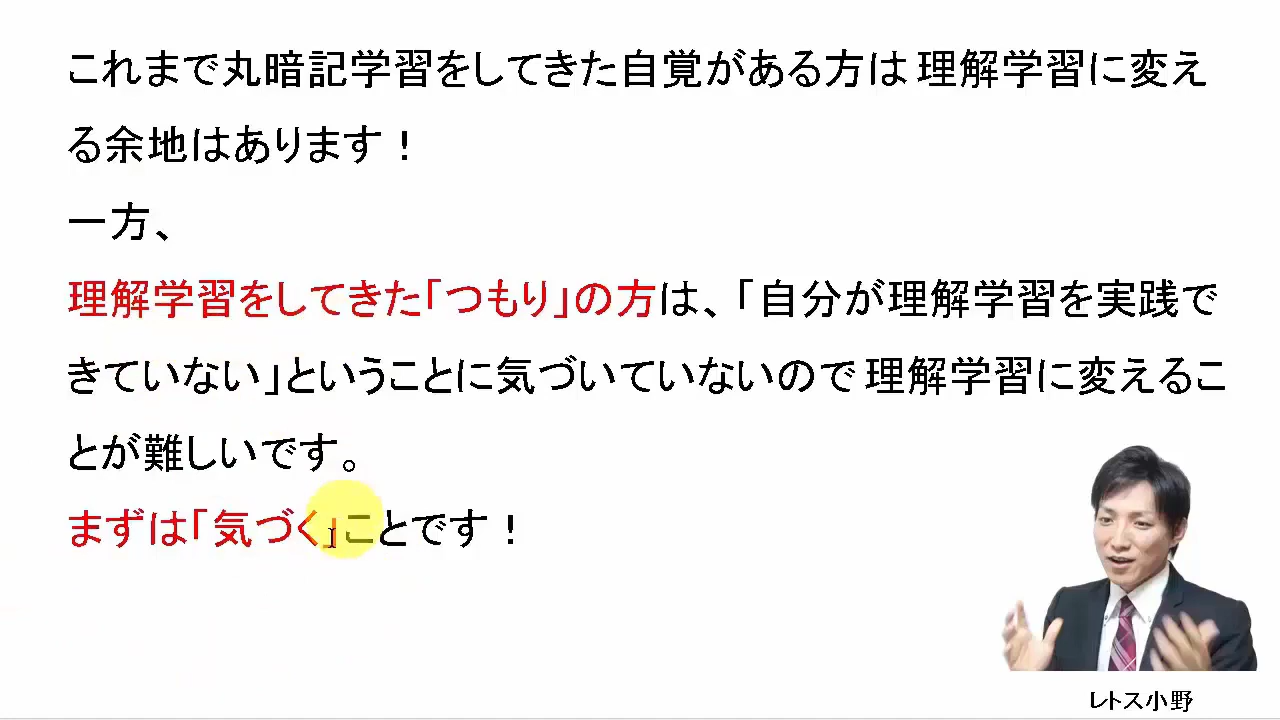 これまで丸暗記学習をしてきた自覚がある方は理解学習に変え
る余地はあります！
一方、
理解学習をしてきた「つもり」の方は、「自分が理解学習を実践で
きていない」ということに気づいていないので理解学習に変えるこ
とが難しいです。
まずは「気づく」ことです！
レトス小野